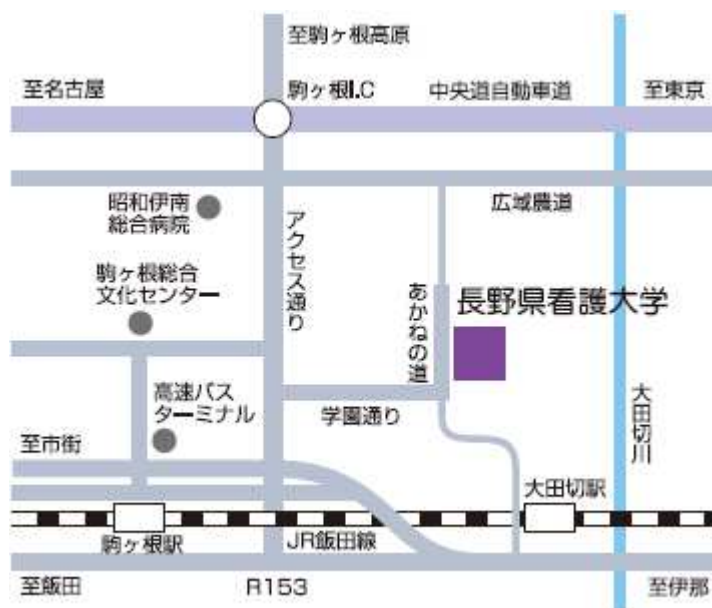 至駒ヶ根高原
至名古屋
駒ヶ根I.C
中央道自動車道
至東京
昭和伊南
総合病院
アクセス通り
広域農道
駒ヶ根総合
文化センター
あかねの道
長野県看護大学
高速バス
ターミナル
学園通り
大田切川
至市街
大田切駅
駒ヶ根駅
JR飯田線
至飯田
R153
至伊那